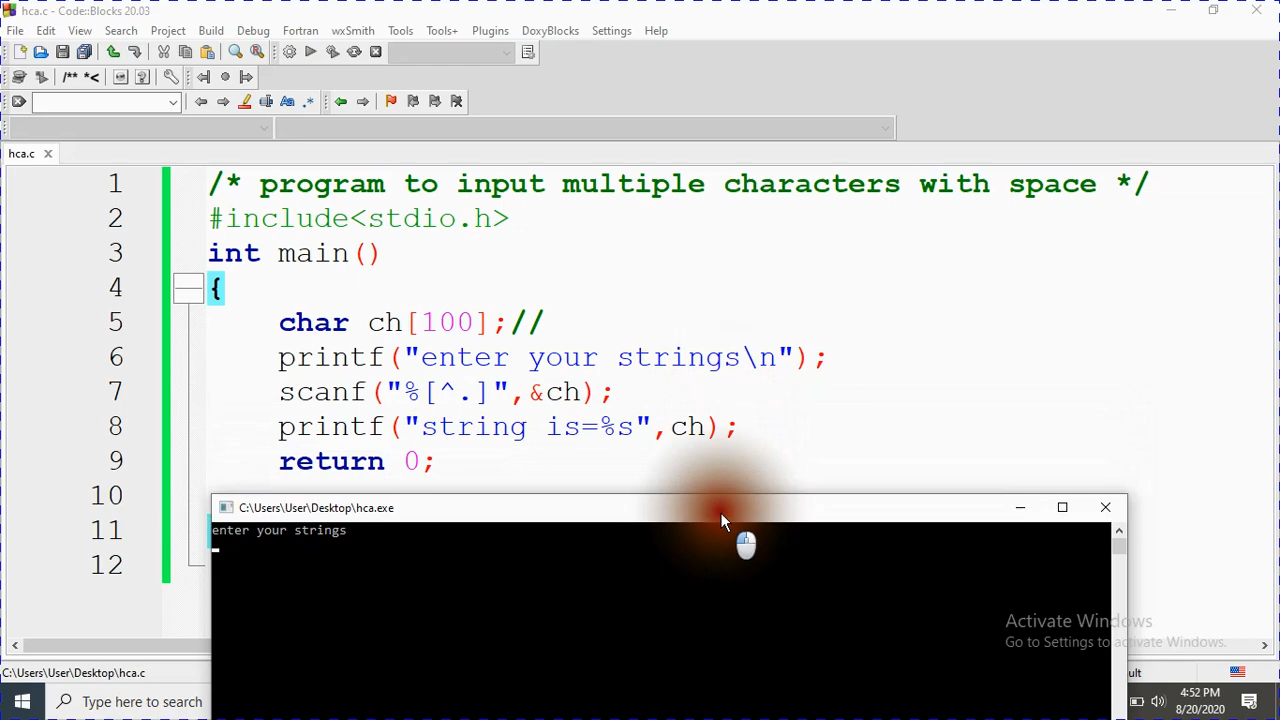 hca.c - Code::Blocks 20.03
File Edit View Search Project Build Debug Fortran wxSmith Tools Tools+ Plugins DoxyBlocks Settings Help
/** *<
hca.c
1 /* program to input multiple characters with space */
2 #include<stdio.h>
3 int main()
4 {
5 char ch[100];//
6 printf("enter your strings\n");
7 scanf("%[^.]",&ch);
8 printf("string is=%s",ch);
9 return 0;
10
11
12
C:\Users\User\Desktop\hca.exe
enter your strings
Activate Windows
Go to Settings to activate Windows.
C:\Users\User\Desktop\hca.c
ult
Type here to search
4:52 PM
8/20/2020